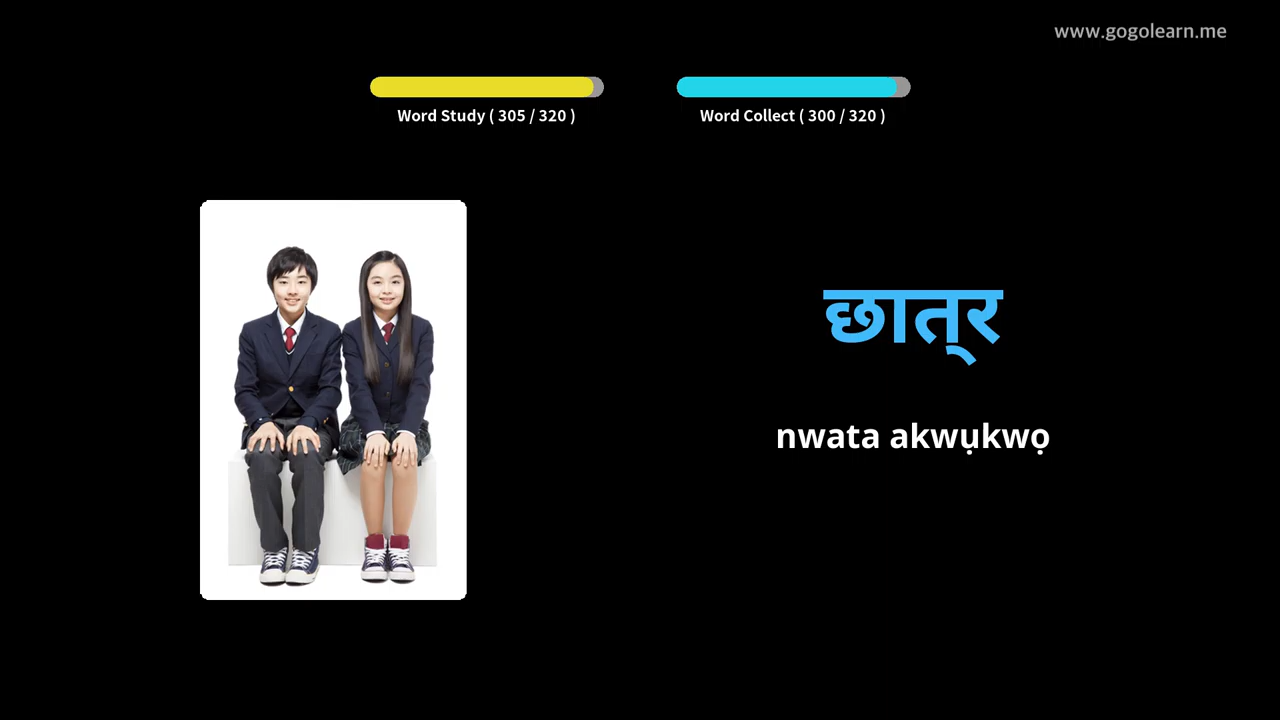 www.gogolearn.me
Word Study ( 305 / 320 )
Word Collect ( 300 / 320 )
छात्‌र
nwata akwụkwọ